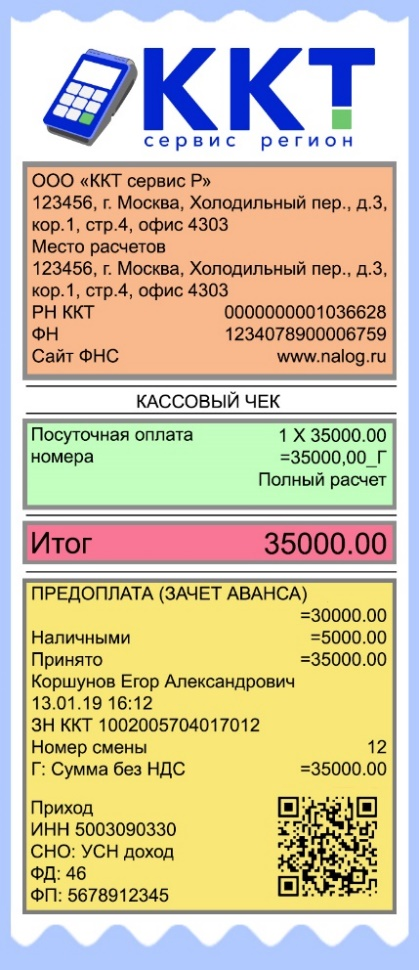 ККТ
сервис регион
ООО «ККТ сервис Р»
123456, г. Москва, Холодильный пер., д.3,
кор.1, стр.4, офис 4303
Место расчетов
123456, г. Москва, Холодильный пер., д.3,
кор.1, стр.4, офис 4303
РН ККТ 0000000001036628
ФН 1234078900006759
Сайт ФНС www.nalog.ru
КАССОВЫЙ ЧЕК
Посуточная оплата 1 X 35000.00
номера =35000,00_Г
Полный расчет
Итог 35000.00
ПРЕДОПЛАТА (ЗАЧЕТ АВАНСА)
=30000.00
Наличными =5000.00
Принято =35000.00
Коршунов Егор Александрович
13.01.19 16:12
ЗН ККТ 1002005704017012
Номер смены 12
Г: Сумма без НДС =35000.00
Приход
ИНН 5003090330
СНО: УСН доход
ФД: 46
ФП: 5678912345